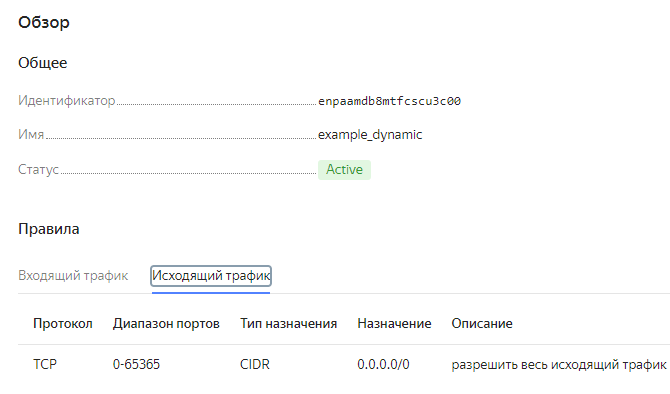 Обзор
Общее
Идентификатор enpaamdb8mtfcscu3c00
Имя example_dynamic
Статус Active
Правила
Входящий трафик Исходящий трафик
Протокол Диапазон портов Тип назначения Назначение Описание
TCP 0-65365 CIDR 0.0.0.0/0 разрешить весь исходящий трафик